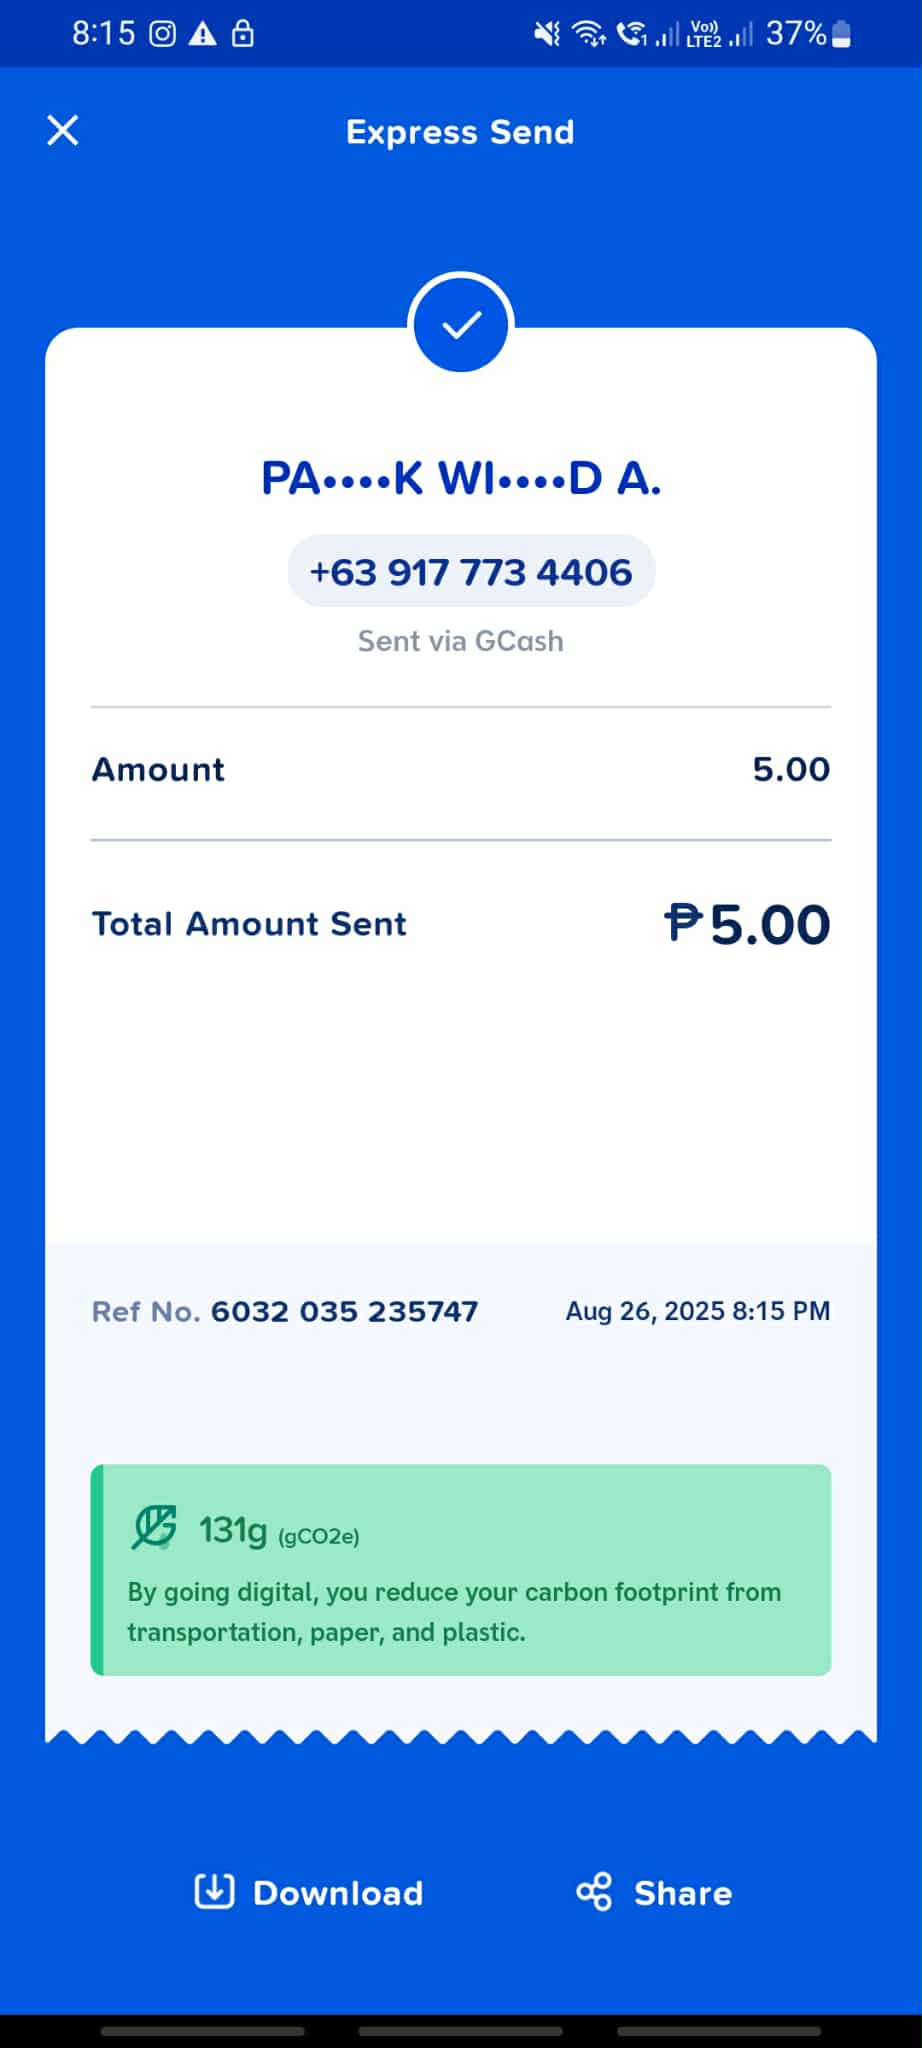 8:15 Vo)) LTE2 1 37%
Express Send
PA••••K WI••••D A.
+63 917 773 4406
Sent via GCash
Amount 5.00
Total Amount Sent ₱5.00
Ref No. 6032 035 235747 Aug 26, 2025 8:15 PM
131g (gCO2e)
By going digital, you reduce your carbon footprint from
transportation, paper, and plastic.
Download Share